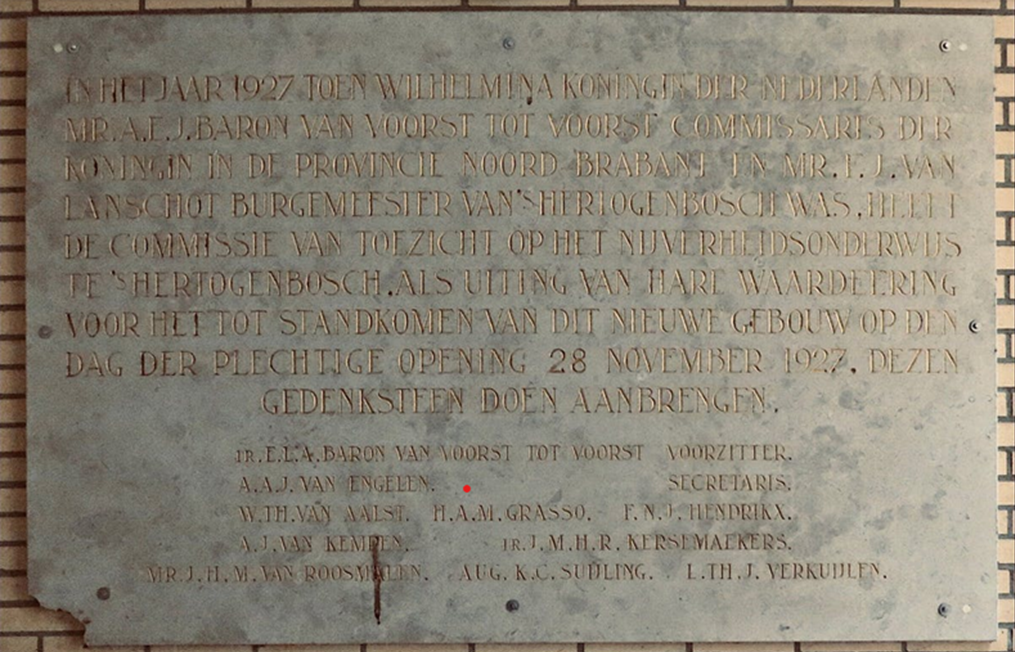 IN HET JAAR 1927 TOEN WILHELMINA KONINGIN DER NEDERLANDEN
MR. A.E.J. BARON VAN VOORST TOT VOORST COMMISSARIS DER
KONINGIN IN DE PROVINCIE NOORD BRABANT EN MR. F.J. VAN
LANSCHOT BURGEMEESTER VAN 'S HERTOGENBOSCH WAS, HEEFT
DE COMMISSIE VAN TOEZICHT OP HET NIJVERHEIDSONDERWIJS
TE 'S HERTOGENBOSCH, ALS UITING VAN HARE WAARDEERING
VOOR HET TOT STANDKOMEN VAN DIT NIEUWE GEBOUW OP DEN
DAG DER PLECHTIGE OPENING 28 NOVEMBER 1927, DEZEN
GEDENKSTEEN DOEN AANBRENGEN.
IR. E.L.A. BARON VAN VOORST TOT VOORST VOORZITTER.
A.A.J. VAN ENGELEN. SECRETARIS.
W.TH. VAN AALST. H.A.M. GRASSO. F.N.J. HENDRIKX.
A.J. VAN KEMPEN. IR. J.M.H.R. KERSEMAEKERS.
MR. J.H.M. VAN ROOSMALEN. AUG. K.C. SUIJLING. L.TH.J. VERKUIJLEN.